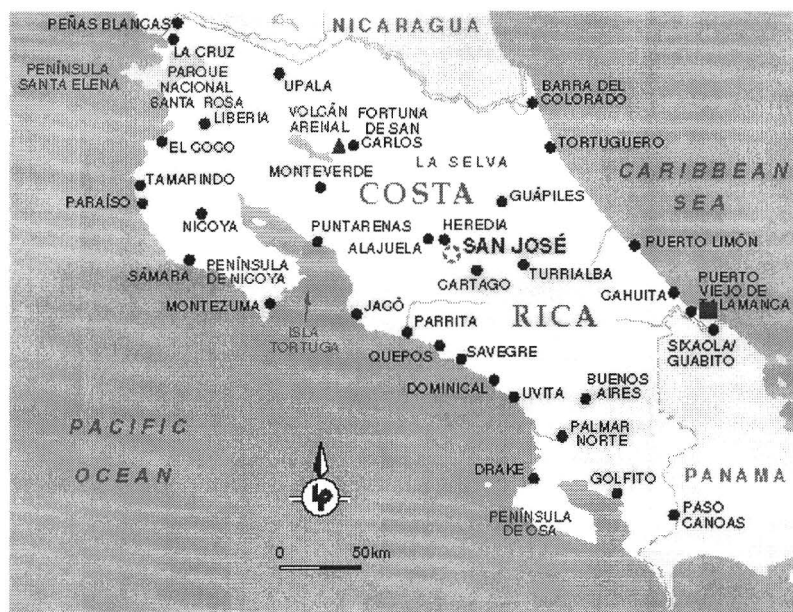 PEÑAS BLANCAS
NICARAGUA
LA CRUZ
PENÍNSULA
SANTA ELENA
PARQUE
NACIONAL
SANTA ROSA
UPALA
LIBERIA
VOLCÁN
ARENAL
FORTUNA
DE SAN
CARLOS
BARRA DEL
COLORADO
EL COCO
TORTUGUERO
LA SELVA
CARIBBEAN
SEA
TAMARINDO
MONTEVERDE
COSTA
PARAÍSO
GUÁPILES
NICOYA
PUNTARENAS
HEREDIA
ALAJUELA
SAN JOSÉ
PUERTO LIMÓN
SÁMARA
PENÍNSULA
DE NICOYA
CARTAGO
TURRIALBA
CAHUITA
PUERTO
VIEJO DE
TALAMANCA
MONTEZUMA
JACÓ
RICA
ISLA
TORTUGA
PARRITA
QUEPOS
SAVEGRE
SIXAOLA/
GUABITO
DOMINICAL
UVITA
BUENOS
AIRES
PACIFIC
OCEAN
PALMAR
NORTE
DRAKE
GOLFITO
PANAMA
PENÍNSULA
DE OSA
PASO
CANOAS
LP
0 50km